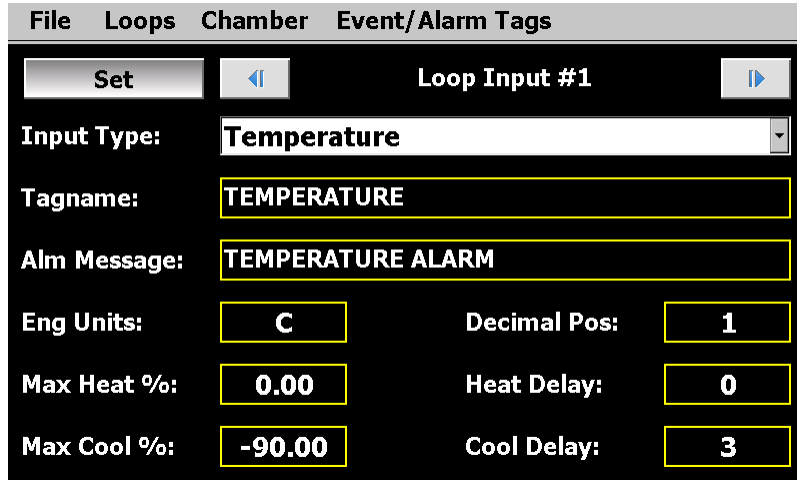 File Loops Chamber Event/Alarm Tags
Set Loop Input #1
Input Type: Temperature
Tagname: TEMPERATURE
Alm Message: TEMPERATURE ALARM
Eng Units: C Decimal Pos: 1
Max Heat %: 0.00 Heat Delay: 0
Max Cool %: -90.00 Cool Delay: 3